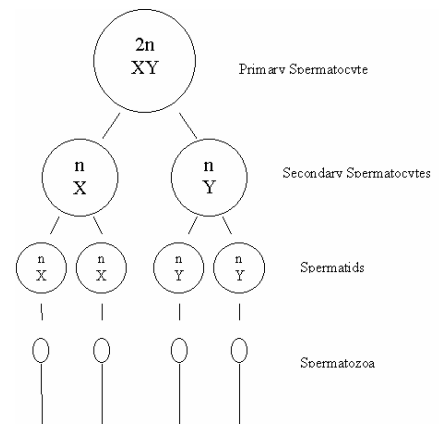 2n
XY
Primary Spermatocyte
n
X
n
Y
Secondary Spermatocytes
n
X
n
X
n
Y
n
Y
Spermatids
Spermatozoa